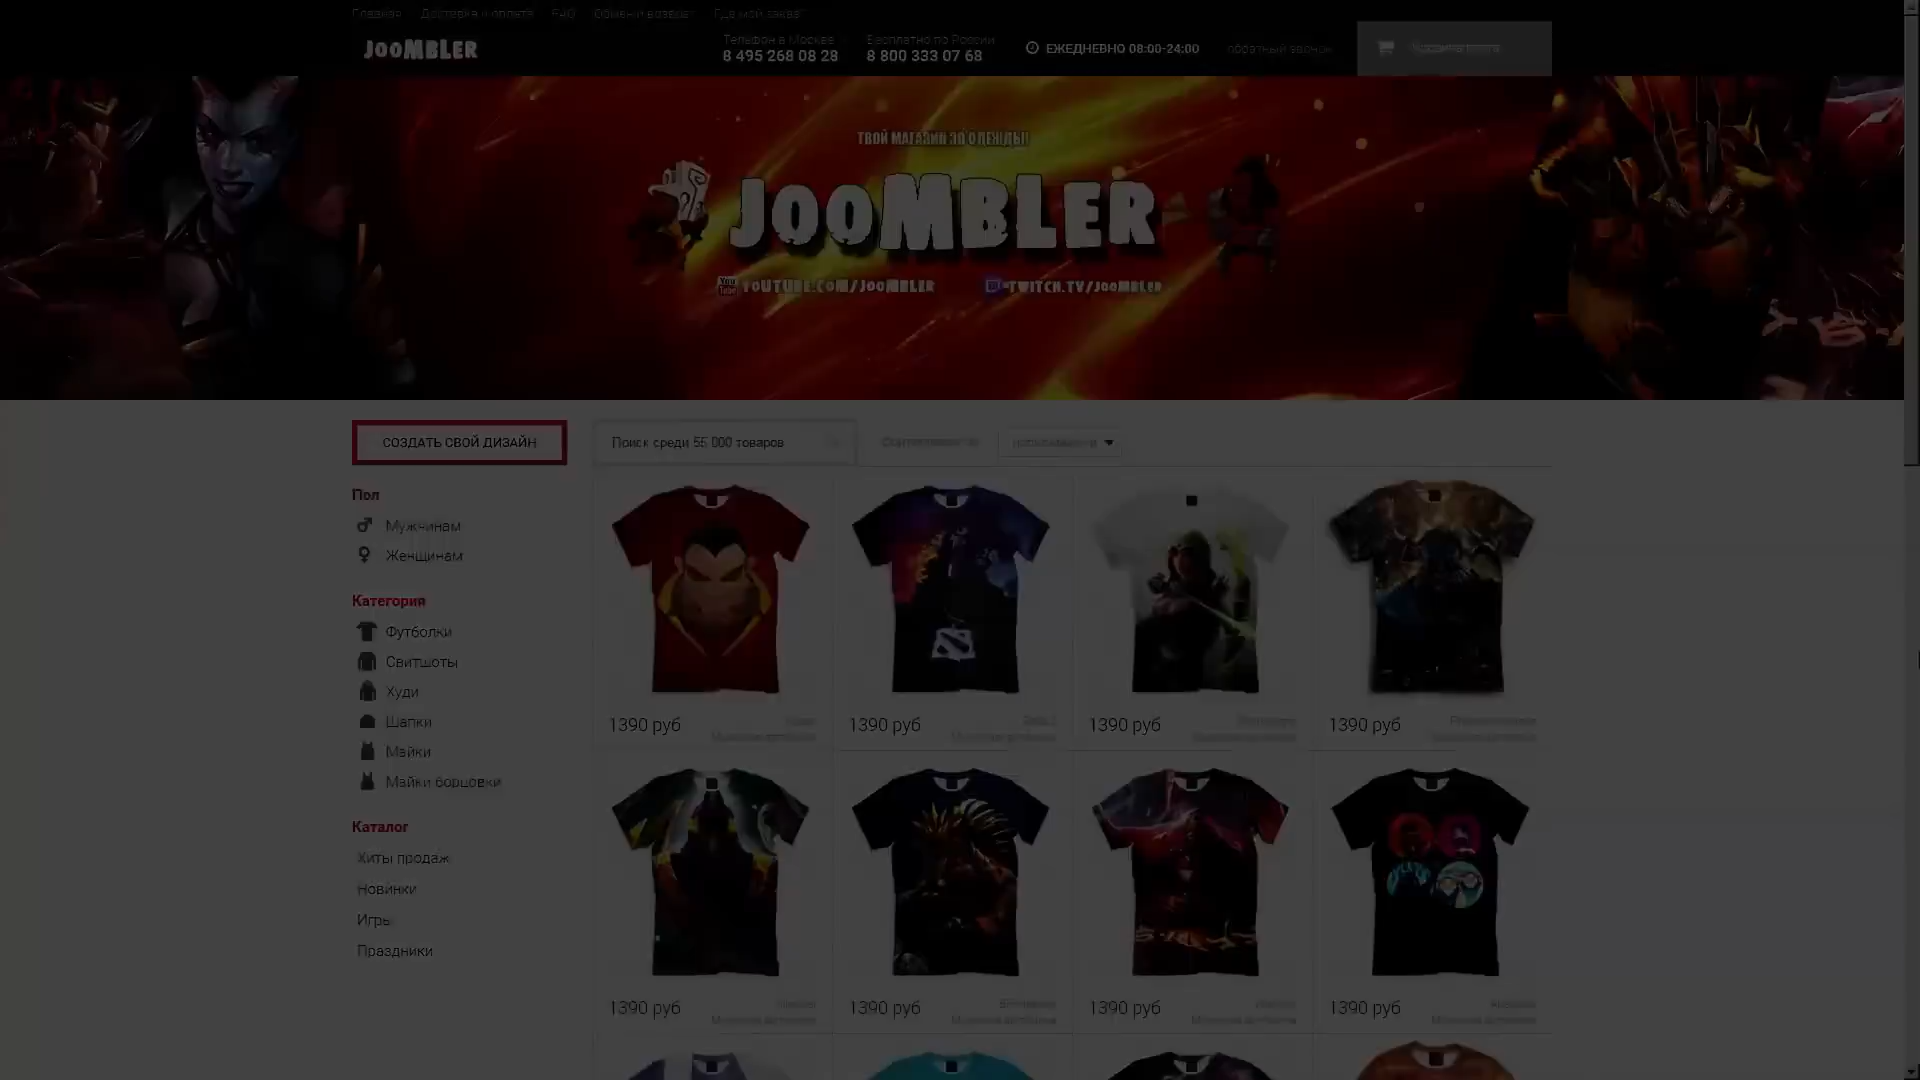 Главная Доставка и оплата FAQ Обмен и возврат Где мой заказ?
JOOMBLER
Телефон в Москве
8 495 268 08 28
Бесплатно по России
8 800 333 07 68
ЕЖЕДНЕВНО 08:00-24:00
обратный звонок
ТВОЙ МАГАЗИН 3D ОДЕЖДЫ!
JOOMBLER
YOUTUBE.COM/JOOMBLER
TWITCH.TV/JOOMBLER
СОЗДАТЬ СВОЙ ДИЗАЙН
Поиск среди 55 000 товаров
Пол
Мужчинам
Женщинам
Категория
Футболки
Свитшоты
Худи
Шапки
Майки
Майки борцовки
Каталог
Хиты продаж
Новинки
Игры
Праздники
1390 руб
1390 руб
1390 руб
1390 руб
1390 руб
1390 руб
1390 руб
1390 руб